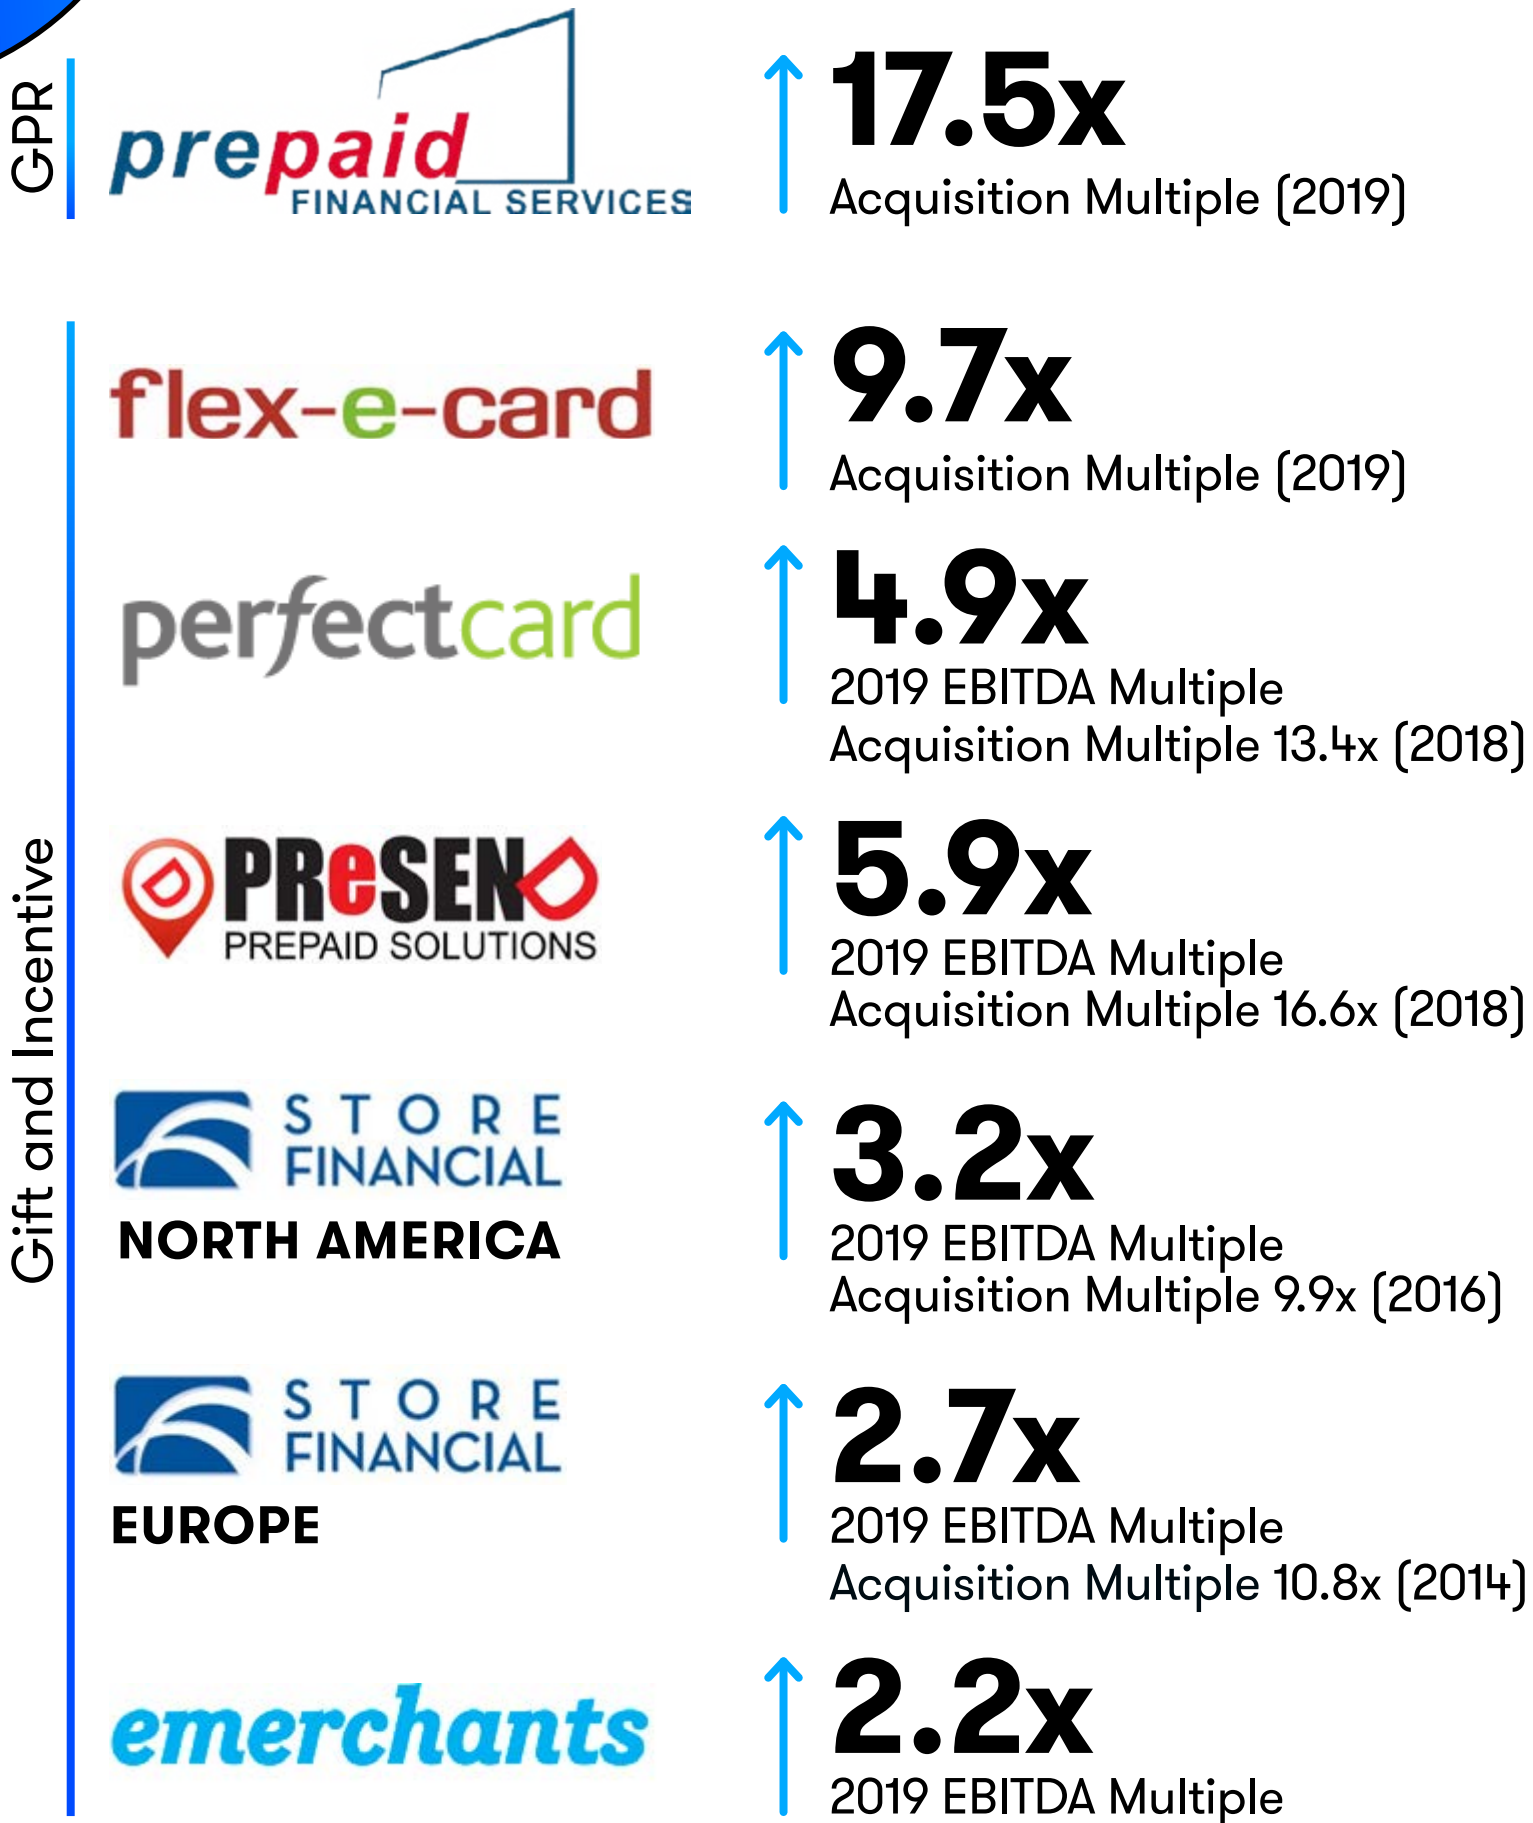 GPR
prepaid
FINANCIAL SERVICES
17.5x
Acquisition Multiple (2019)
Gift and Incentive
flex-e-card
9.7x
Acquisition Multiple (2019)
perfectcard
4.9x
2019 EBITDA Multiple
Acquisition Multiple 13.4x (2018)
PReSEND
PREPAID SOLUTIONS
5.9x
2019 EBITDA Multiple
Acquisition Multiple 16.6x (2018)
STORE
FINANCIAL
NORTH AMERICA
3.2x
2019 EBITDA Multiple
Acquisition Multiple 9.9x (2016)
STORE
FINANCIAL
EUROPE
2.7x
2019 EBITDA Multiple
Acquisition Multiple 10.8x (2014)
emerchants
2.2x
2019 EBITDA Multiple